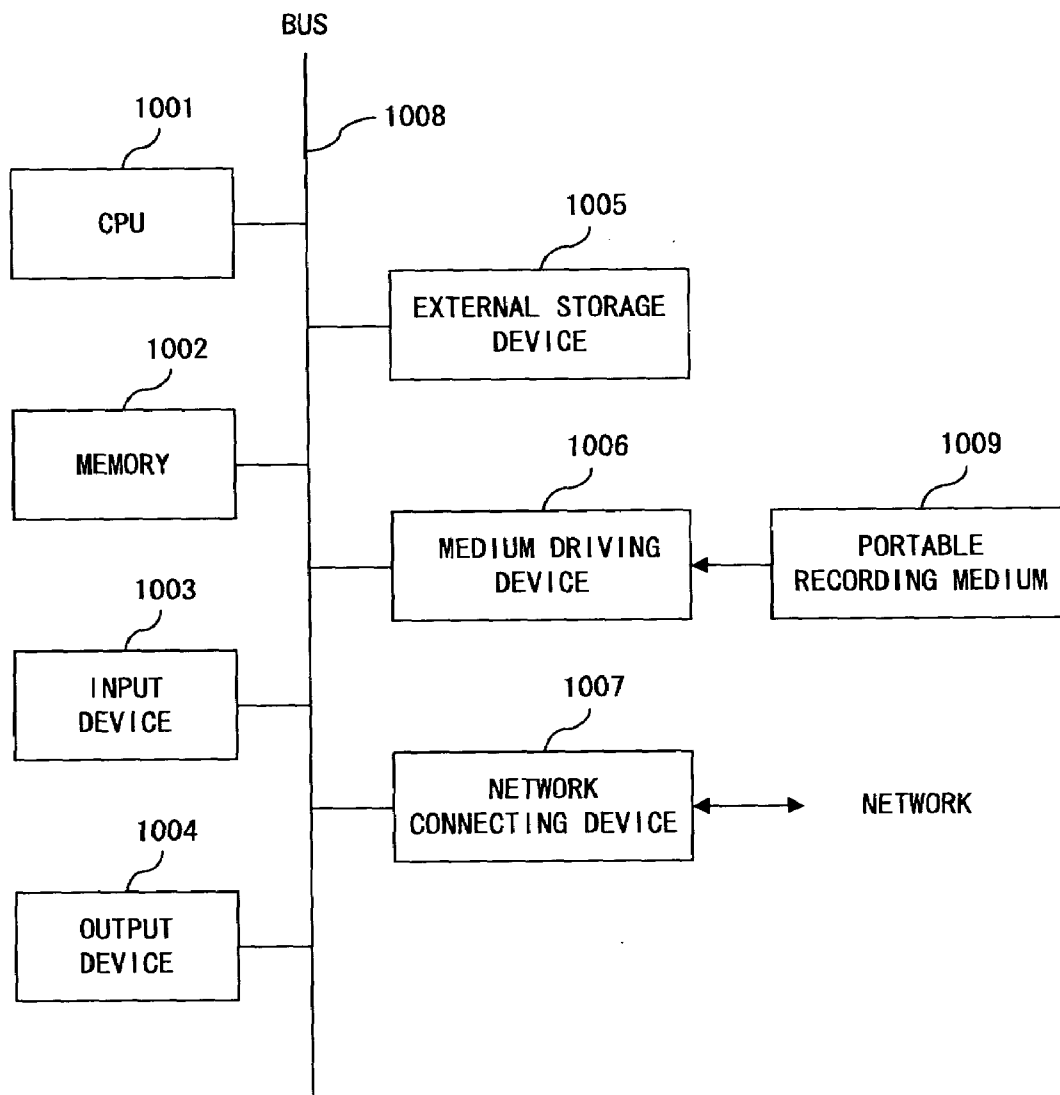 BUS
1001
1008
CPU
1005
EXTERNAL STORAGE
DEVICE
1002
MEMORY
1006
1009
MEDIUM DRIVING
DEVICE
PORTABLE
RECORDING MEDIUM
1003
INPUT
DEVICE
1007
NETWORK
CONNECTING DEVICE
NETWORK
1004
OUTPUT
DEVICE